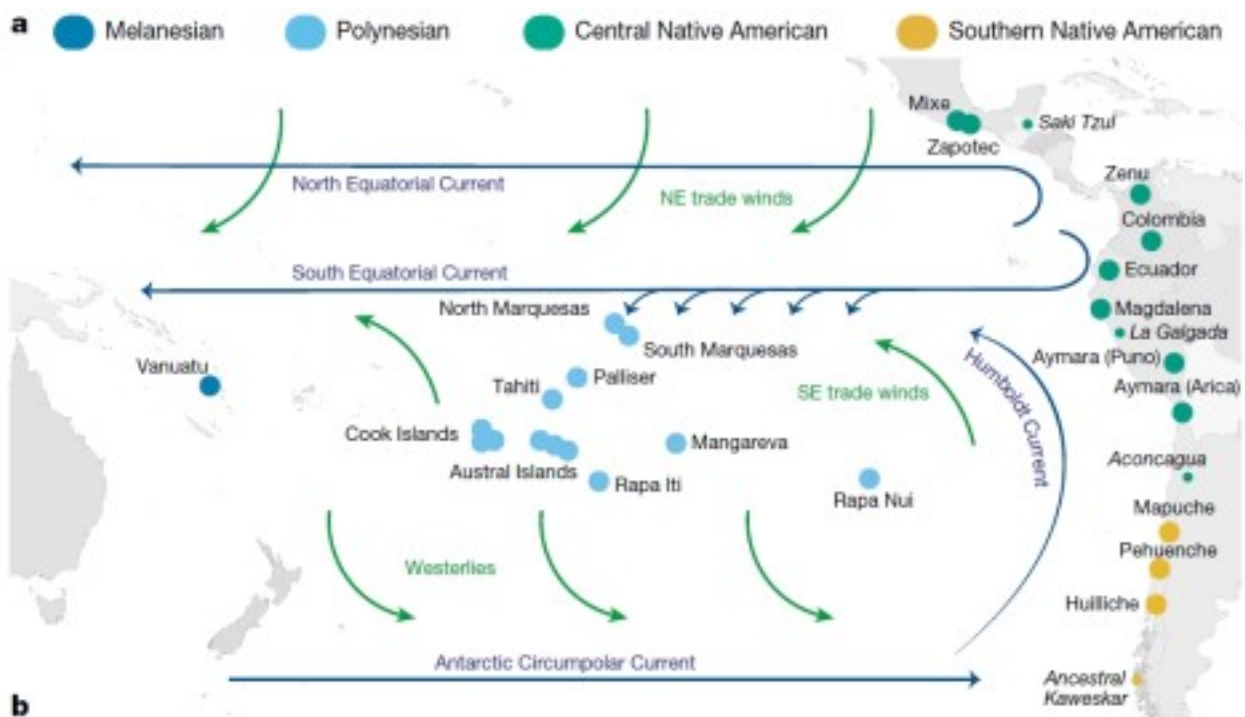 a
Melanesian
Polynesian
Central Native American
Southern Native American
Mixe
Saki Tzul
Zapotec
North Equatorial Current
NE trade winds
Zenu
Colombia
South Equatorial Current
Ecuador
North Marquesas
Magdalena
La Galgada
South Marquesas
Aymara (Puno)
Vanuatu
Palliser
Tahiti
SE trade winds
Humboldt Current
Aymara (Arica)
Cook Islands
Mangareva
Austral Islands
Aconcagua
Rapa Iti
Rapa Nui
Mapuche
Pehuenche
Westerlies
Huilliche
Antarctic Circumpolar Current
Ancestral
Kaweskar
b